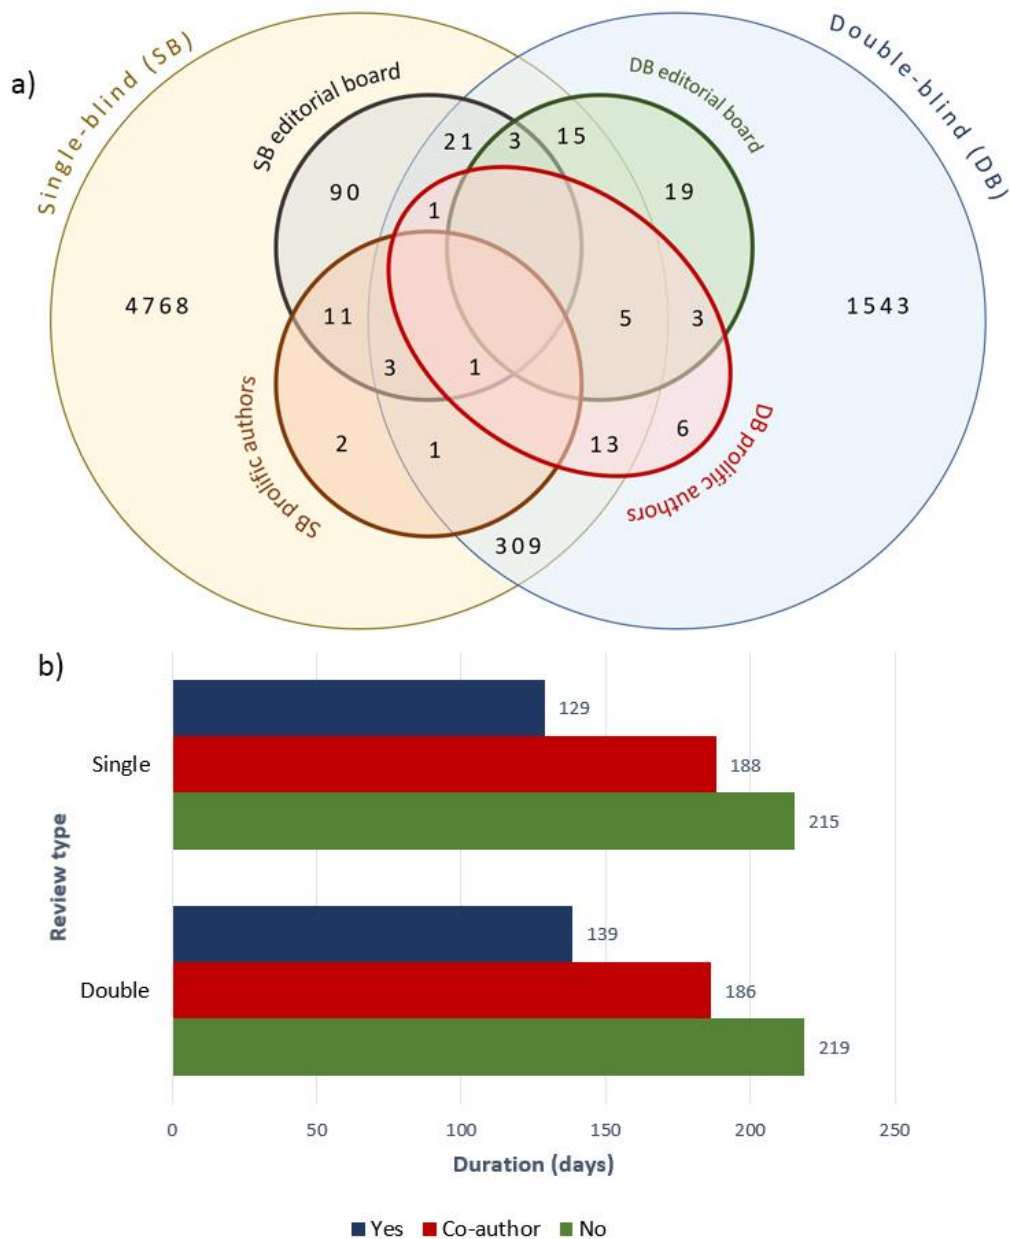 a)
Single-blind (SB)
Double-blind (DB)
SB editorial board
DB editorial board
21 3 15
90 19
1
4768 11 5 3 1543
3 1
2 1 13 6
SB prolific authors
DB prolific authors
309
b)
Review type
Single
129
188
215
Double
139
186
219
0 50 100 150 200 250
Duration (days)
Yes Co-author No